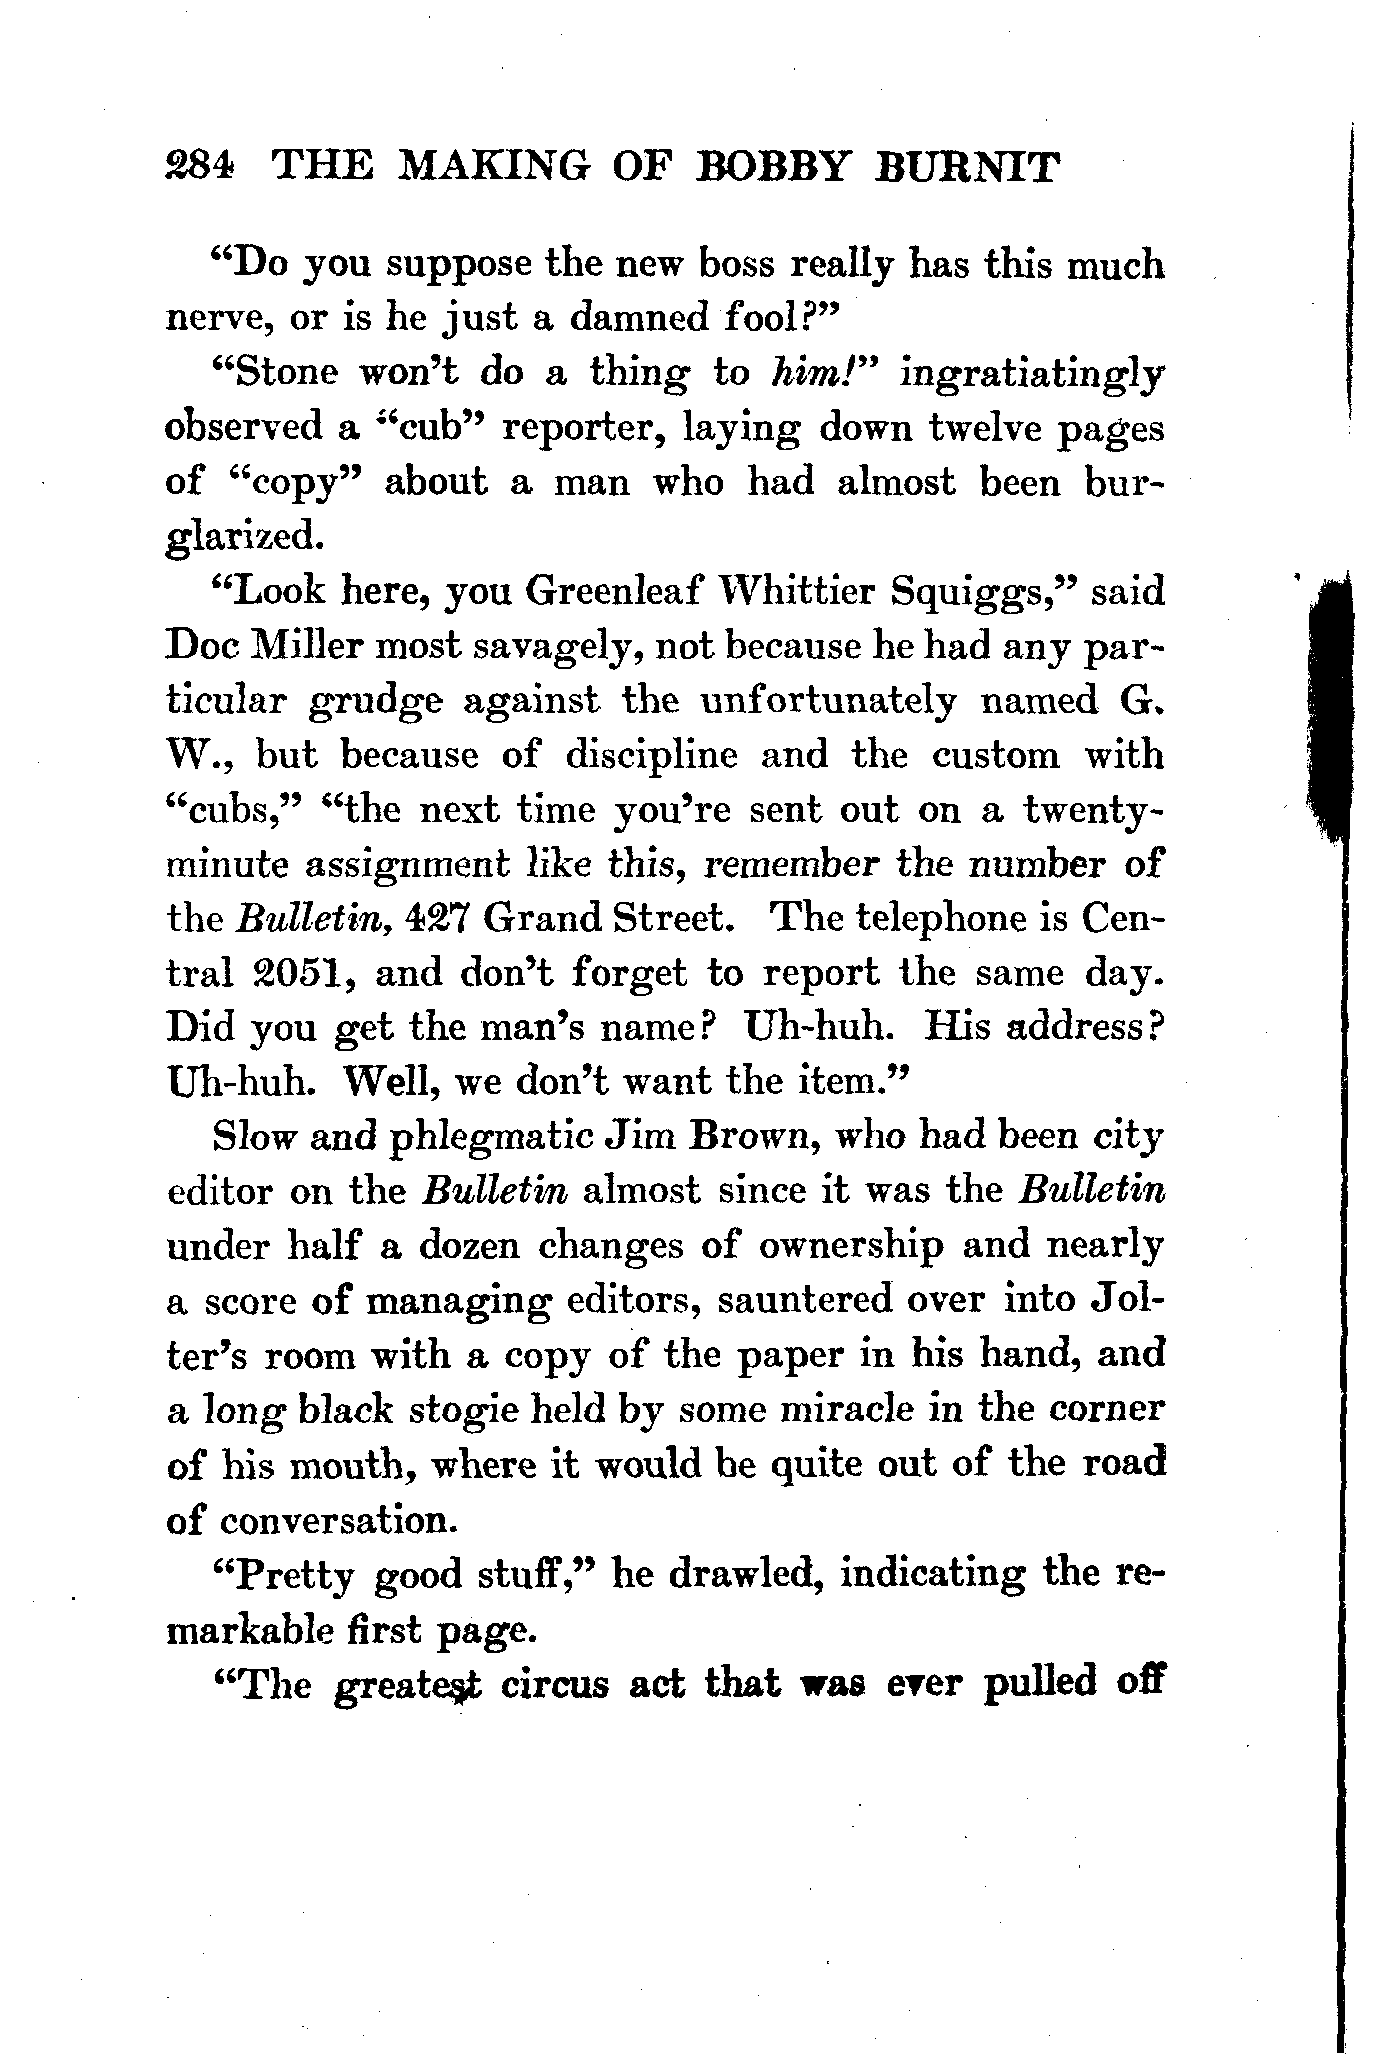 284 THE MAKING OF BOBBY BURNIT
“Do you suppose the new boss really has this much
nerve, or is he just a damned fool?”
“Stone won’t do a thing to him!” ingratiatingly
observed a “cub” reporter, laying down twelve pages
of “copy” about a man who had almost been bur-
glarized.
“Look here, you Greenleaf Whittier Squiggs,” said
Doc Miller most savagely, not because he had any par-
ticular grudge against the unfortunately named G.
W., but because of discipline and the custom with
“cubs,” “the next time you’re sent out on a twenty-
minute assignment like this, remember the number of
the Bulletin, 427 Grand Street. The telephone is Cen-
tral 2051, and don’t forget to report the same day.
Did you get the man’s name? Uh-huh. His address?
Uh-huh. Well, we don’t want the item.”
Slow and phlegmatic Jim Brown, who had been city
editor on the Bulletin almost since it was the Bulletin
under half a dozen changes of ownership and nearly
a score of managing editors, sauntered over into Jol-
ter’s room with a copy of the paper in his hand, and
a long black stogie held by some miracle in the corner
of his mouth, where it would be quite out of the road
of conversation.
“Pretty good stuff,” he drawled, indicating the re-
markable first page.
“The greatest circus act that was ever pulled off